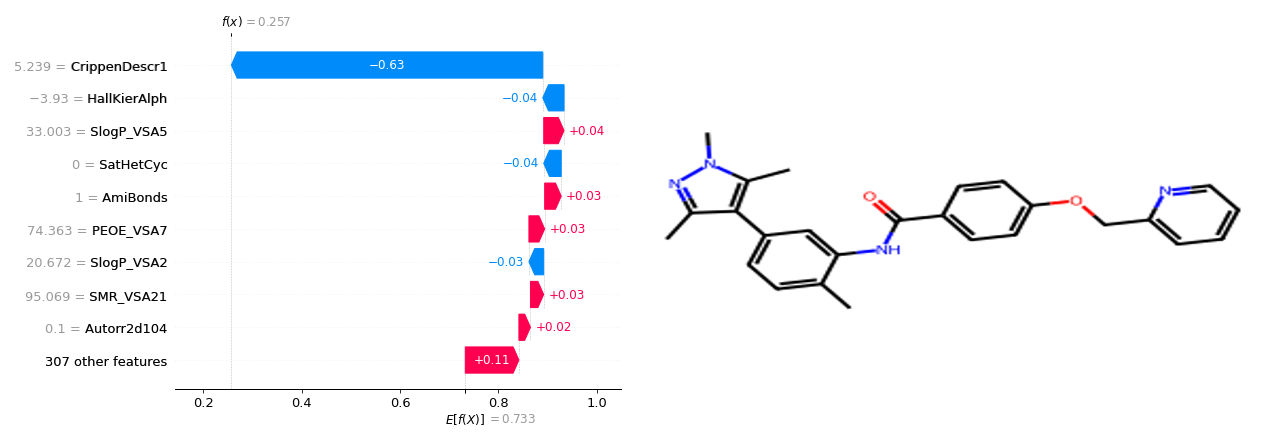 f(x) = 0.257
5.239 = CrippenDescr1
−0.63
−3.93 = HallKierAlph
−0.04
33.003 = SlogP_VSA5
+0.04
0 = SatHetCyc
−0.04
1 = AmiBonds
+0.03
74.363 = PEOE_VSA7
+0.03
20.672 = SlogP_VSA2
−0.03
95.069 = SMR_VSA21
+0.03
0.1 = Autorr2d104
+0.02
307 other features
+0.11
0.2 0.4 0.6 0.8 1.0
E[f(X)] = 0.733
N
N
O
NH
O
N